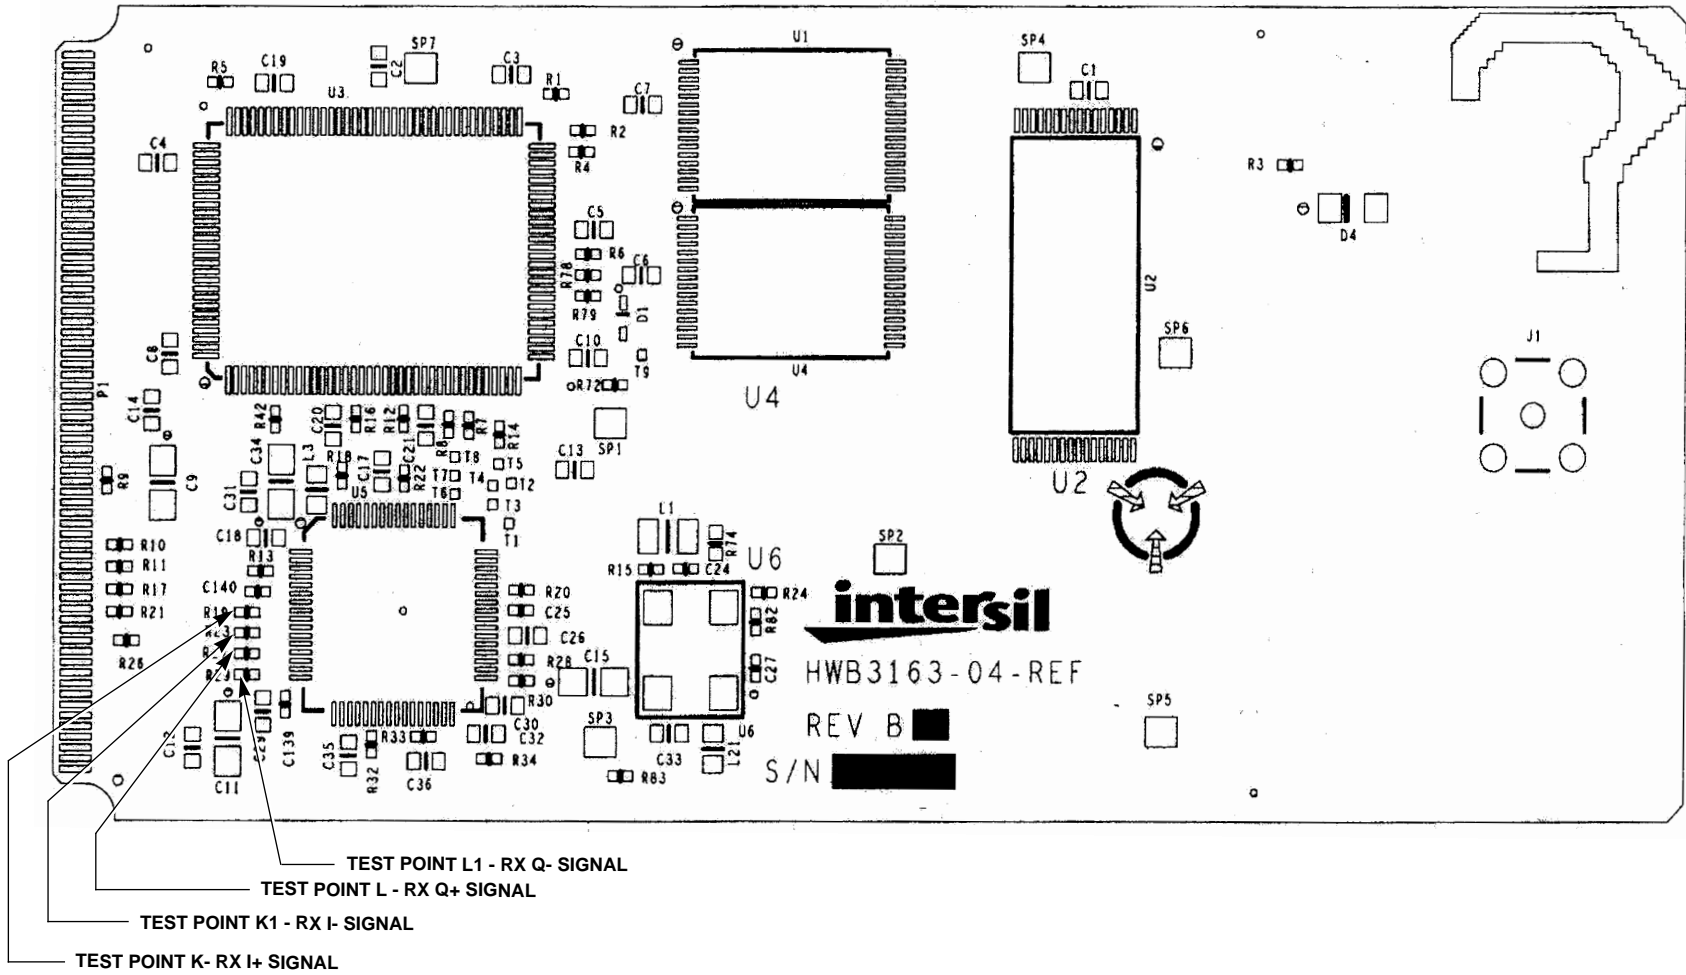 U1
SP7
SP4
C19
R5
C2
C3
R1
C7
C1
U3
R2
R4
C4
R3
C5
R6
R78
C6
R79
D1
D4
U2
C8
C10
T9
R72
U4
U4
SP6
J1
P1
C14
R42
C20
R16
R12
C21
R8
R7
R14
SP1
C34
L3
R18
C17
R22
T8
T7
T6
T5
T4
T2
T3
T1
C13
R9
C9
C31
U5
U2
C18
R13
L1
R74
SP2
U6
R10
R11
R17
R21
R26
C140
R15
C24
R20
C25
C26
R24
R82
intersil
R28
C15
C27
HWB3163-04-REF
R30
C30
C32
SP3
U6
REV B
SP5
C11
C139
C35
R32
R33
C36
R34
R83
C33
L21
S/N
TEST POINT L1 - RX Q- SIGNAL
TEST POINT L - RX Q+ SIGNAL
TEST POINT K1 - RX I- SIGNAL
TEST POINT K- RX I+ SIGNAL